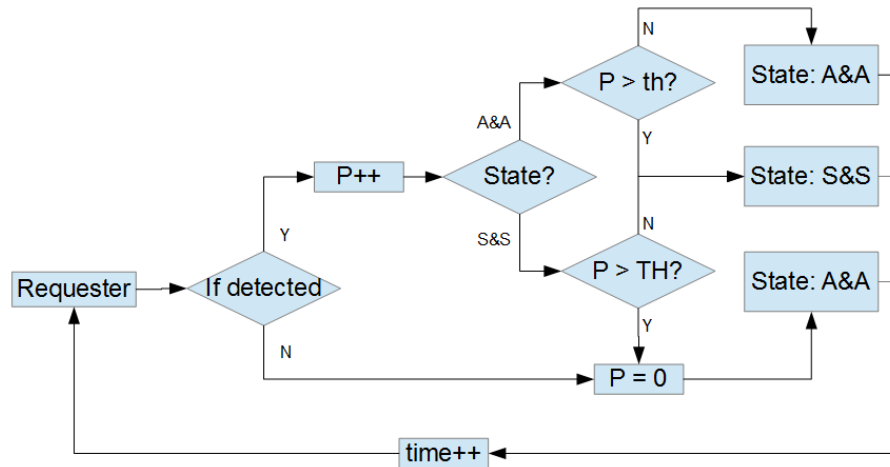 N
P > th?
State: A&A
A&A
Y
P++
State?
State: S&S
S&S
N
Y
P > TH?
State: A&A
Requester
If detected
Y
N
P = 0
time++